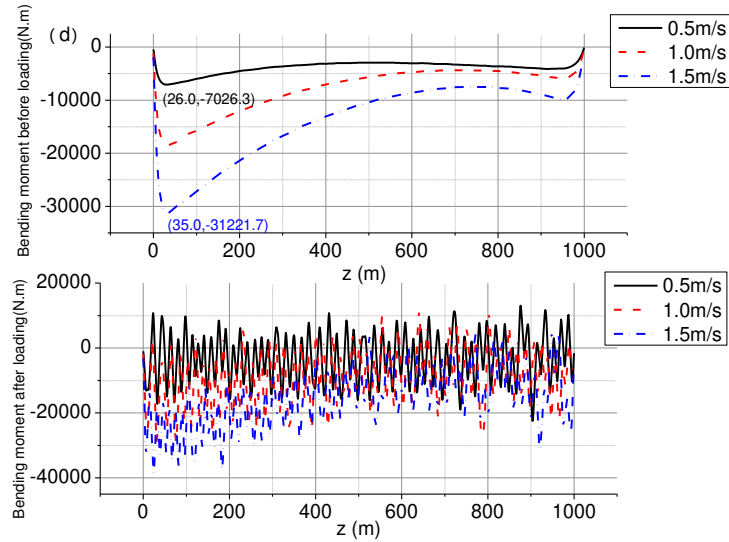 (d)
Bending moment before loading(N.m)
0
-10000
-20000
-30000
(26.0,-7026.3)
(35.0,-31221.7)
0 200 400 600 800 1000
z (m)
0.5m/s
1.0m/s
1.5m/s
Bending moment after loading(N.m)
20000
0
-20000
-40000
0 200 400 600 800 1000
z (m)
0.5m/s
1.0m/s
1.5m/s